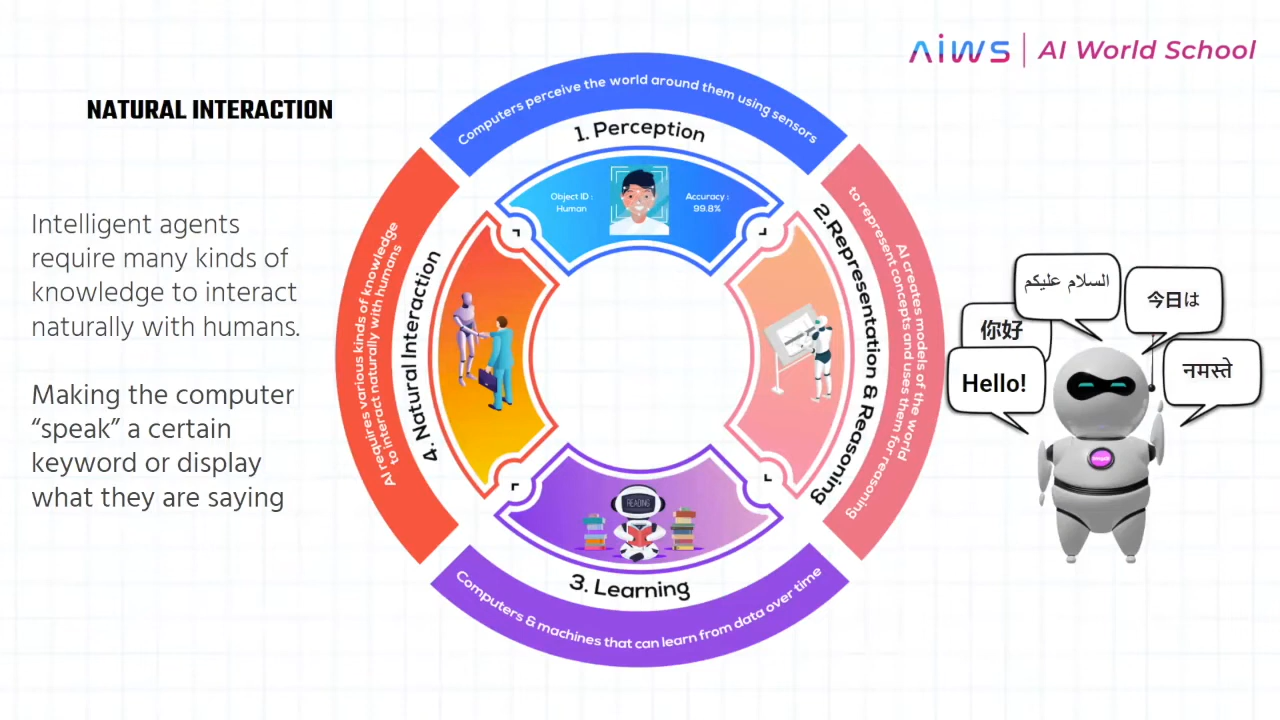 AIWS | AI World School
NATURAL INTERACTION
Intelligent agents
require many kinds of
knowledge to interact
naturally with humans.
Making the computer
“speak” a certain
keyword or display
what they are saying
Computers perceive the world around them using sensors
1. Perception
Object ID :
Human
Accuracy :
99.8%
2.Representation & Reasoning
AI creates models of the world
to represent concepts and uses them for reasoning
3. Learning
READING
Computers & machines that can learn from data over time
4. Natural Interaction
AI requires various kinds of knowledge
to interact naturally with humans
السلام عليكم
今日は
你好
Hello!
नमस्ते